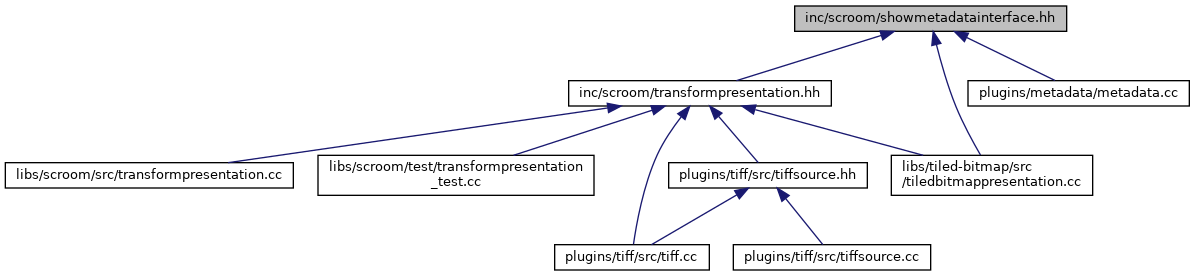 inc/scroom/showmetadatainterface.hh
inc/scroom/transformpresentation.hh
plugins/metadata/metadata.cc
libs/scroom/src/transformpresentation.cc
libs/scroom/test/transformpresentation
_test.cc
plugins/tiff/src/tiffsource.hh
libs/tiled-bitmap/src
/tiledbitmappresentation.cc
plugins/tiff/src/tiff.cc
plugins/tiff/src/tiffsource.cc